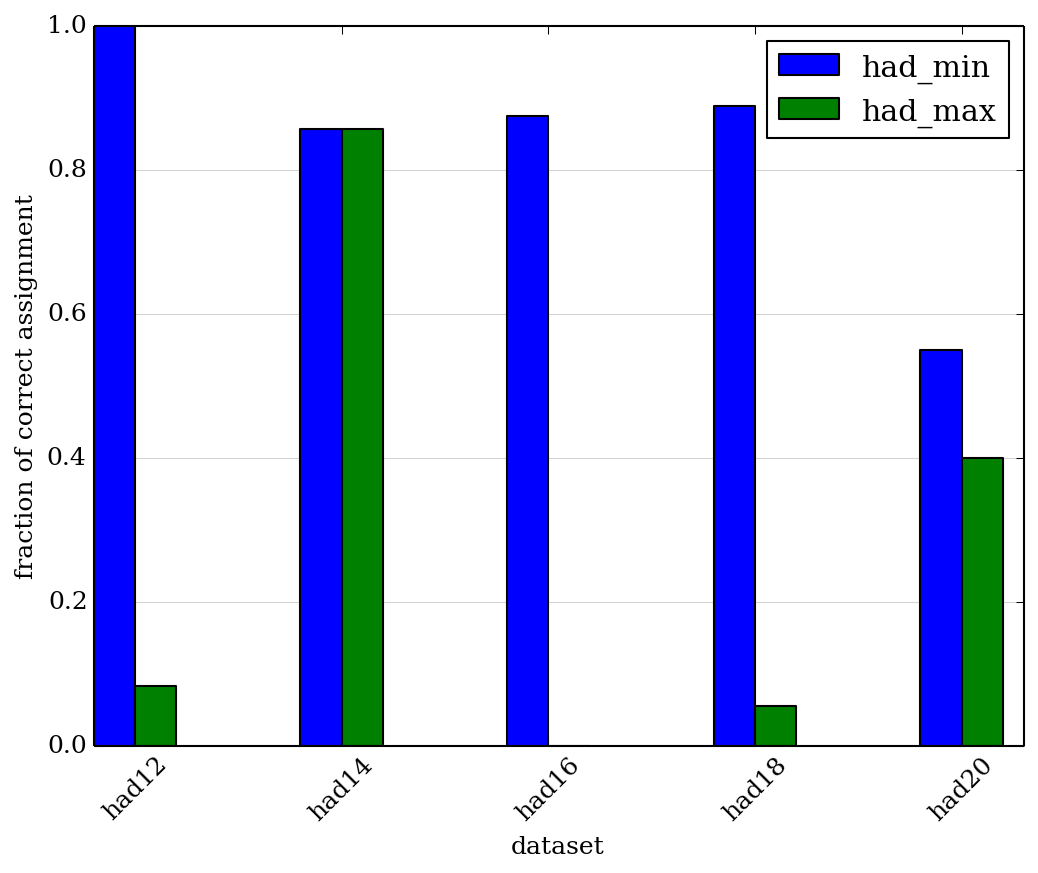 1.0
0.8
0.6
0.4
0.2
0.0
fraction of correct assignment
had_min
had_max
had12
had14
had16
had18
had20
dataset